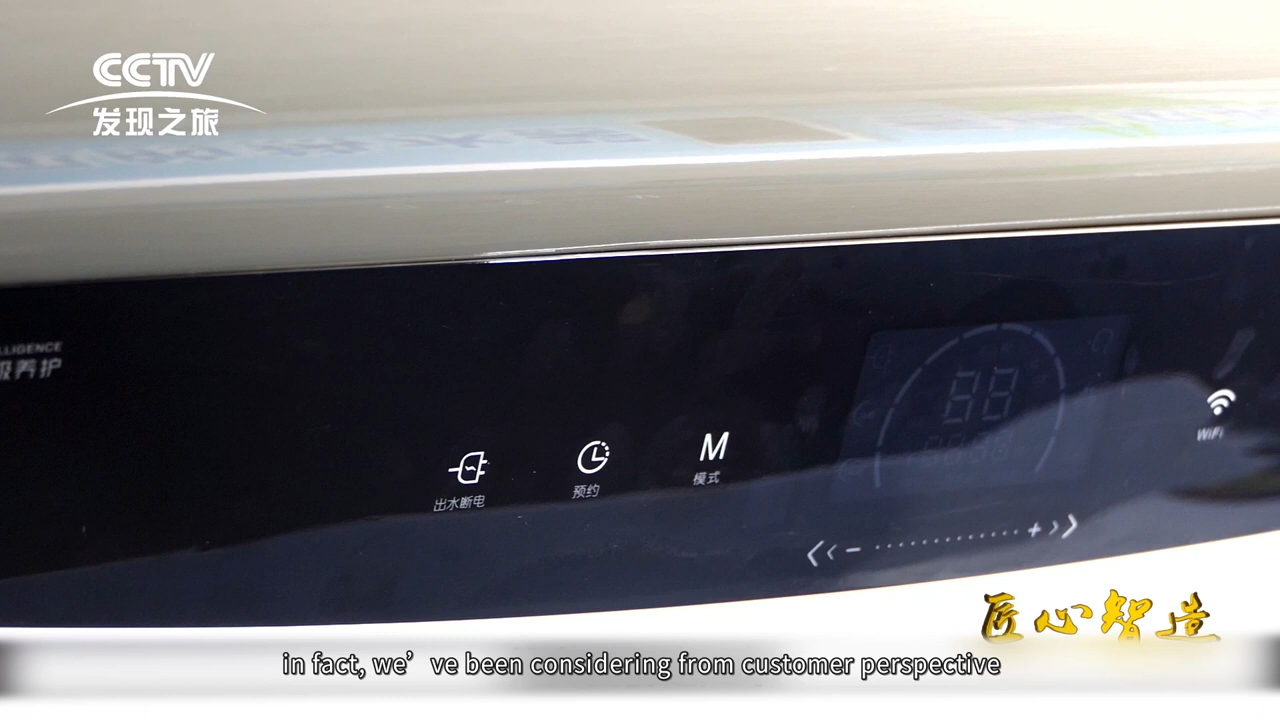 CCTV
发现之旅
LLIGENCE
级养护
出水断电
预约
M
模式
88
WiFi
匠心智造
in fact, we’ve been considering from customer perspective